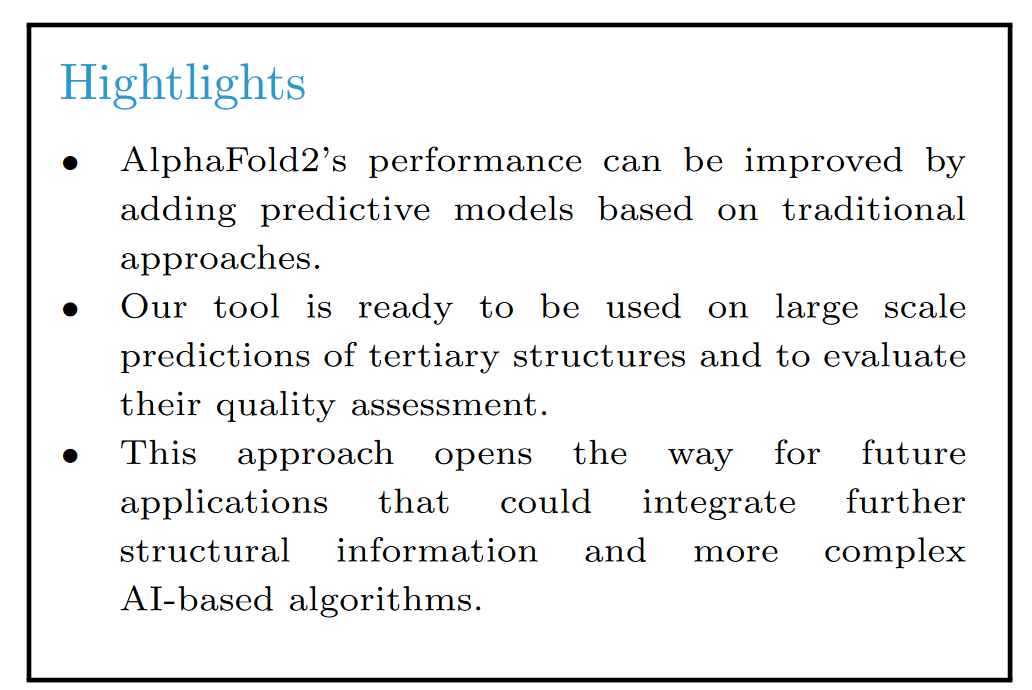 Hightlights
• AlphaFold2's performance can be improved by
adding predictive models based on traditional
approaches.
• Our tool is ready to be used on large scale
predictions of tertiary structures and to evaluate
their quality assessment.
• This approach opens the way for future
applications that could integrate further
structural information and more complex
AI-based algorithms.